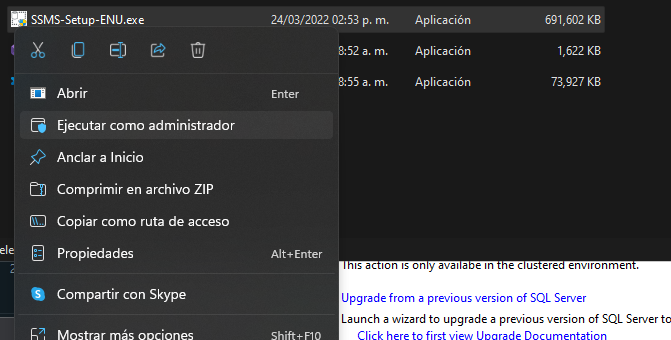 SSMS-Setup-ENU.exe 24/03/2022 02:53 p. m. Aplicación 691,602 KB
8:52 a. m. Aplicación 1,622 KB
8:55 a. m. Aplicación 73,927 KB
Abrir Enter
Ejecutar como administrador
Anclar a Inicio
Comprimir en archivo ZIP
Copiar como ruta de acceso
Propiedades Alt+Enter
Compartir con Skype
Mostrar más opciones Shift+F10
This action is only availabe in the clustered environment.
Upgrade from a previous version of SQL Server
Launch a wizard to upgrade a previous version of SQL Server to
Click here to first view Upgrade Documentation